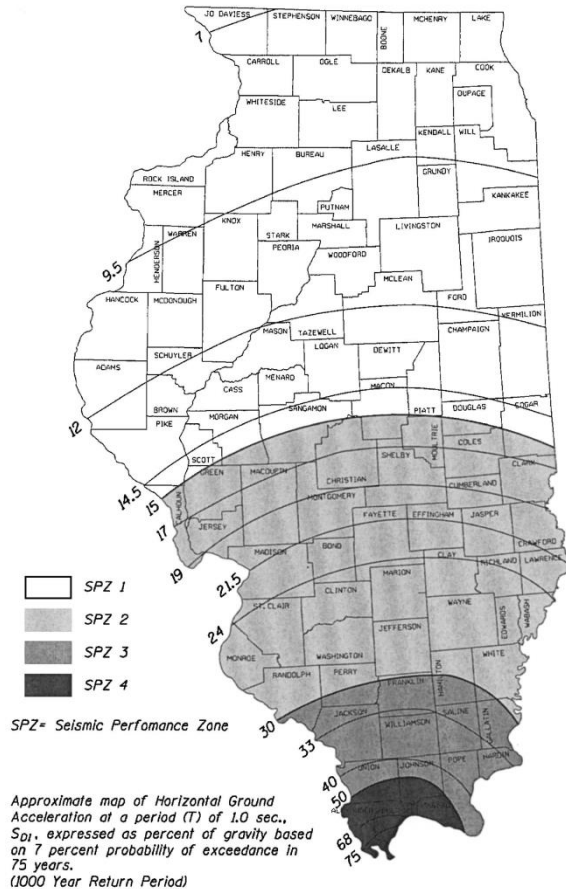 JO DAVIESS
STEPHENSON
WINNEBAGO
BOONE
MCHENRY
LAKE
7
CARROLL
OGLE
DEKALB
KANE
COOK
WHITESIDE
LEE
DUPAGE
KENDALL
WILL
LASALLE
HENRY
BUREAU
GRUNDY
ROCK ISLAND
MERCER
KANKAKEE
PUTNAM
KNOX
STARK
MARSHALL
LIVINGSTON
WARREN
HENDERSON
PEORIA
WOODFORD
IROQUOIS
9.5
MCLEAN
FULTON
HANCOCK
MCDONOUGH
FORD
VERMILION
MASON
TAZEWELL
CHAMPAIGN
LOGAN
SCHUYLER
DEWITT
ADAMS
MENARD
CASS
MACON
BROWN
SANGAMON
PIATT
DOUGLAS
EDGAR
12
PIKE
MORGAN
MOULTRIE
COLES
SCOTT
SHELBY
CLARK
14.5
15
GREEN
MACOUPIN
CHRISTIAN
CUMBERLAND
CALHOUN
MONTGOMERY
17
JERSEY
FAYETTE
EFFINGHAM
JASPER
CRAWFORD
19
MADISON
BOND
CLAY
RICHLAND
LAWRENCE
21.5
MARION
CLINTON
ST. CLAIR
WAYNE
EDWARDS
WABASH
24
JEFFERSON
MONROE
WASHINGTON
WHITE
RANDOLPH
PERRY
FRANKLIN
HAMILTON
30
JACKSON
WILLIAMSON
SALINE
GALLATIN
33
UNION
JOHNSON
POPE
HARDIN
40
50
68
75
SPZ 1
SPZ 2
SPZ 3
SPZ 4
SPZ= Seismic Perfomance Zone
Approximate map of Horizontal Ground
Acceleration at a period (T) of 1.0 sec.,
SD1, expressed as percent of gravity based
on 7 percent probability of exceedance in
75 years.
(1000 Year Return Period)